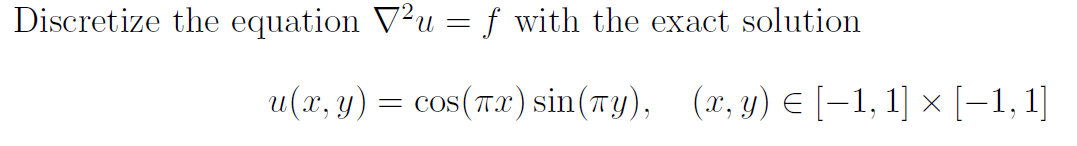 Discretize the equation ∇²u = f with the exact solution
u(x, y) = cos(πx) sin(πy), (x, y) ∈ [−1, 1] × [−1, 1]